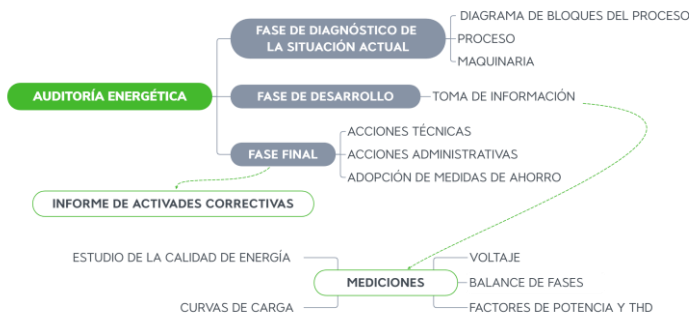 DIAGRAMA DE BLOQUES DEL PROCESO
FASE DE DIAGNÓSTICO DE
LA SITUACIÓN ACTUAL
PROCESO
MAQUINARIA
AUDITORÍA ENERGÉTICA
FASE DE DESARROLLO
TOMA DE INFORMACIÓN
ACCIONES TÉCNICAS
FASE FINAL
ACCIONES ADMINISTRATIVAS
ADOPCIÓN DE MEDIDAS DE AHORRO
INFORME DE ACTIVADES CORRECTIVAS
ESTUDIO DE LA CALIDAD DE ENERGÍA
VOLTAJE
MEDICIONES
BALANCE DE FASES
CURVAS DE CARGA
FACTORES DE POTENCIA Y THD